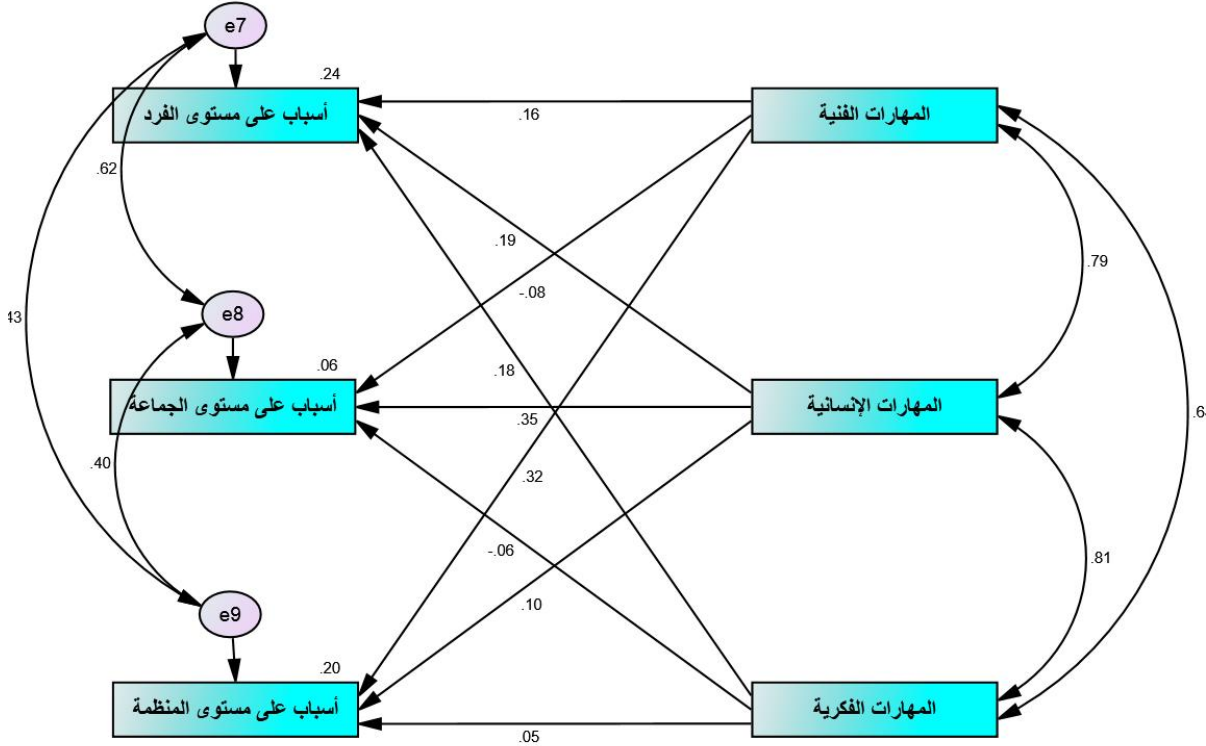 e7
.24
أسباب على مستوى الفرد
المهارات الفنية
.16
.62
.19
.79
-.08
e8
43
.06
.18
أسباب على مستوى الجماعة
المهارات الإنسانية
.35
.40
.32
-.06
.81
.10
e9
.20
أسباب على مستوى المنظمة
المهارات الفكرية
.05